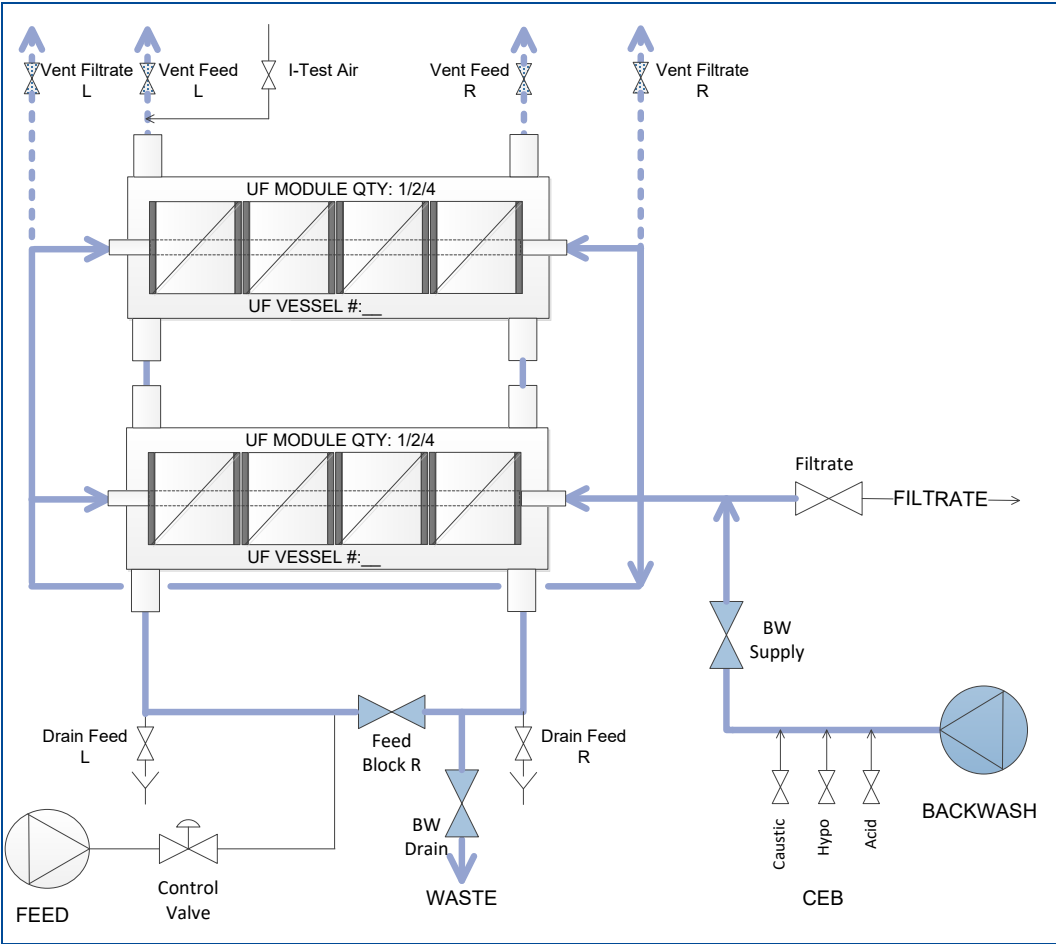 Vent Filtrate
L
Vent Feed
L
I-Test Air
Vent Feed
R
Vent Filtrate
R
UF MODULE QTY: 1/2/4
UF VESSEL #:__
UF MODULE QTY: 1/2/4
UF VESSEL #:__
Filtrate
FILTRATE
BW
Supply
Drain Feed
L
Feed
Block R
Drain Feed
R
BW
Drain
WASTE
Control
Valve
FEED
Caustic
Hypo
Acid
CEB
BACKWASH